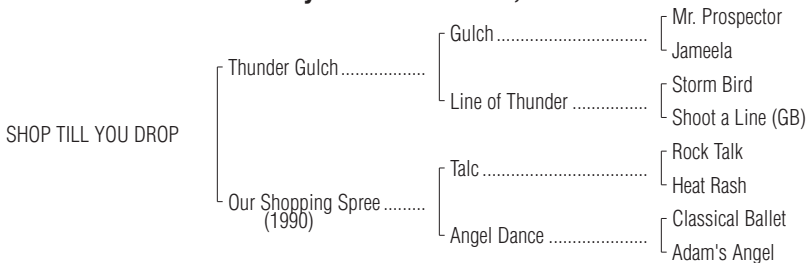 Mr. Prospector
Gulch
Jameela
Thunder Gulch
Storm Bird
Line of Thunder
Shoot a Line (GB)
SHOP TILL YOU DROP
Rock Talk
Talc
Heat Rash
Our Shopping Spree
(1990)
Classical Ballet
Angel Dance
Adam's Angel